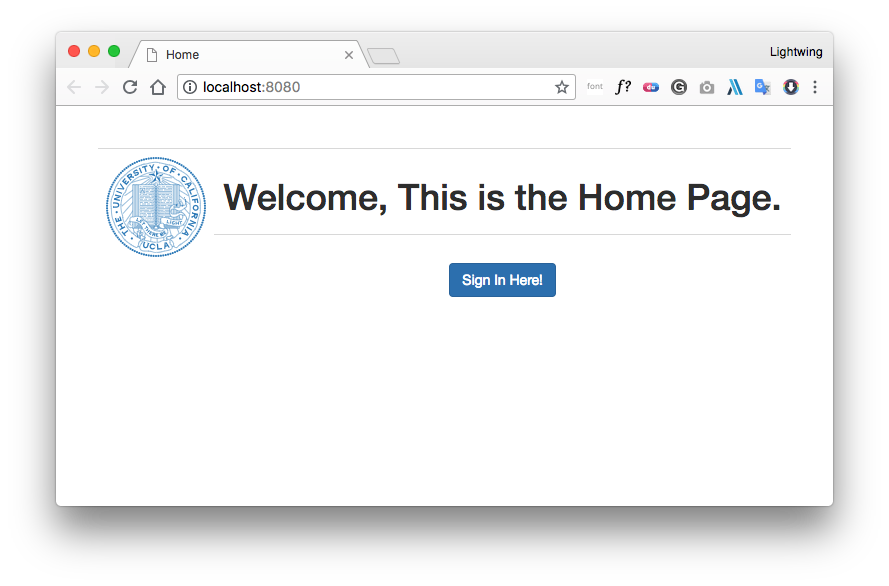 Home
Lightwing
localhost:8080
font
f?
du
G
G
THE · UNIVERSITY · OF · CALIFORNIA
LET THERE BE LIGHT
UCLA
Welcome, This is the Home Page.
Sign In Here!